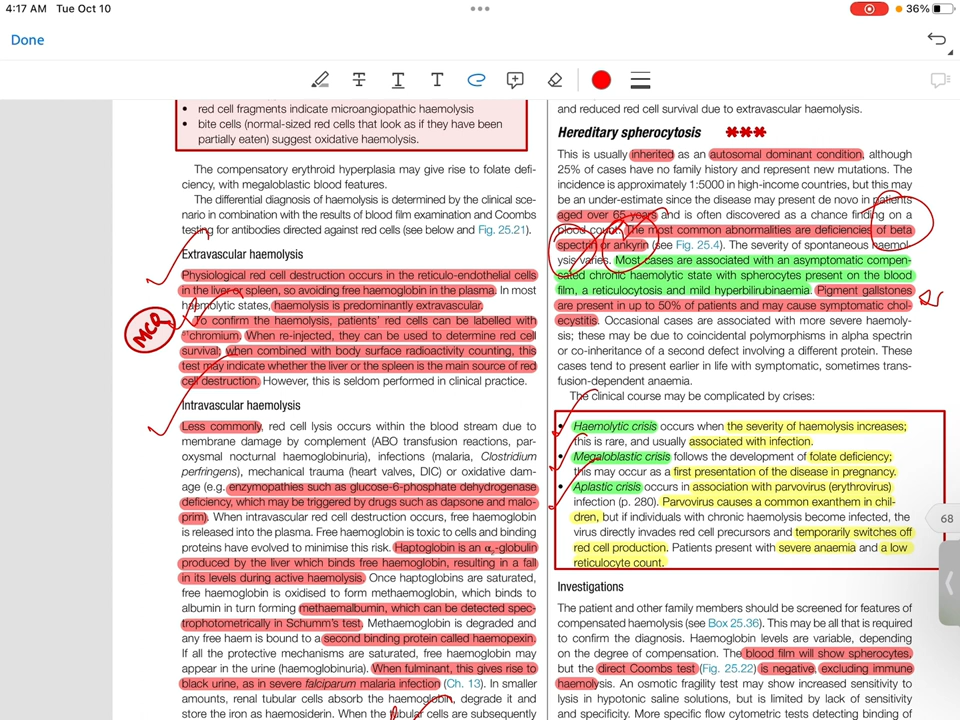 4:17 AM Tue Oct 10
36%
Done
T T T
• red cell fragments indicate microangiopathic haemolysis
• bite cells (normal-sized red cells that look as if they have been
partially eaten) suggest oxidative haemolysis.
The compensatory erythroid hyperplasia may give rise to folate defi-
ciency, with megaloblastic blood features.
The differential diagnosis of haemolysis is determined by the clinical sce-
nario in combination with the results of blood film examination and Coombs
testing for antibodies directed against red cells (see below and Fig. 25.21).
Extravascular haemolysis
Physiological red cell destruction occurs in the reticulo-endothelial cells
in the liver or spleen, so avoiding free haemoglobin in the plasma. In most
haemolytic states, haemolysis is predominantly extravascular.
MCQ
To confirm the haemolysis, patients' red cells can be labelled with
⁵¹chromium. When re-injected, they can be used to determine red cell
survival; when combined with body surface radioactivity counting, this
test may indicate whether the liver or the spleen is the main source of red
cell destruction. However, this is seldom performed in clinical practice.
Intravascular haemolysis
Less commonly, red cell lysis occurs within the blood stream due to
membrane damage by complement (ABO transfusion reactions, par-
oxysmal nocturnal haemoglobinuria), infections (malaria, Clostridium
perfringens), mechanical trauma (heart valves, DIC) or oxidative dam-
age (e.g. enzymopathies such as glucose-6-phosphate dehydrogenase
deficiency, which may be triggered by drugs such as dapsone and malo-
prim). When intravascular red cell destruction occurs, free haemoglobin
is released into the plasma. Free haemoglobin is toxic to cells and binding
proteins have evolved to minimise this risk. Haptoglobin is an α₂-globulin
produced by the liver which binds free haemoglobin, resulting in a fall
in its levels during active haemolysis. Once haptoglobins are saturated,
free haemoglobin is oxidised to form methaemoglobin, which binds to
albumin in turn forming methaemalbumin, which can be detected spec-
trophotometrically in Schumm's test. Methaemoglobin is degraded and
any free haem is bound to a second binding protein called haemopexin.
If all the protective mechanisms are saturated, free haemoglobin may
appear in the urine (haemoglobinuria). When fulminant, this gives rise to
black urine, as in severe falciparum malaria infection (Ch. 13). In smaller
amounts, renal tubular cells absorb the haemoglobin, degrade it and
store the iron as haemosiderin. When the tubular cells are subsequently
and reduced red cell survival due to extravascular haemolysis.
Hereditary spherocytosis ***
This is usually inherited as an autosomal dominant condition, although
25% of cases have no family history and represent new mutations. The
incidence is approximately 1:5000 in high-income countries, but this may
be an under-estimate since the disease may present de novo in patients
aged over 65 years and is often discovered as a chance finding on a
blood count. The most common abnormalities are deficiencies of beta
spectrin or ankyrin (see Fig. 25.4). The severity of spontaneous haemol-
ysis varies. Most cases are associated with an asymptomatic compen-
sated chronic haemolytic state with spherocytes present on the blood
film, a reticulocytosis and mild hyperbilirubinaemia. Pigment gallstones
are present in up to 50% of patients and may cause symptomatic chol-
ecystitis. Occasional cases are associated with more severe haemoly-
sis; these may be due to coincidental polymorphisms in alpha spectrin
or co-inheritance of a second defect involving a different protein. These
cases tend to present earlier in life with symptomatic, sometimes trans-
fusion-dependent anaemia.
The clinical course may be complicated by crises:
• Haemolytic crisis occurs when the severity of haemolysis increases;
this is rare, and usually associated with infection.
• Megaloblastic crisis follows the development of folate deficiency;
this may occur as a first presentation of the disease in pregnancy.
• Aplastic crisis occurs in association with parvovirus (erythrovirus)
infection (p. 280). Parvovirus causes a common exanthem in chil-
dren, but if individuals with chronic haemolysis become infected, the
virus directly invades red cell precursors and temporarily switches off
red cell production. Patients present with severe anaemia and a low
reticulocyte count.
68
Investigations
The patient and other family members should be screened for features of
compensated haemolysis (see Box 25.36). This may be all that is required
to confirm the diagnosis. Haemoglobin levels are variable, depending
on the degree of compensation. The blood film will show spherocytes,
but the direct Coombs test (Fig. 25.22) is negative, excluding immune
haemolysis. An osmotic fragility test may show increased sensitivity to
lysis in hypotonic saline solutions, but is limited by lack of sensitivity
and specificity. More specific flow cytometric tests detecting binding of